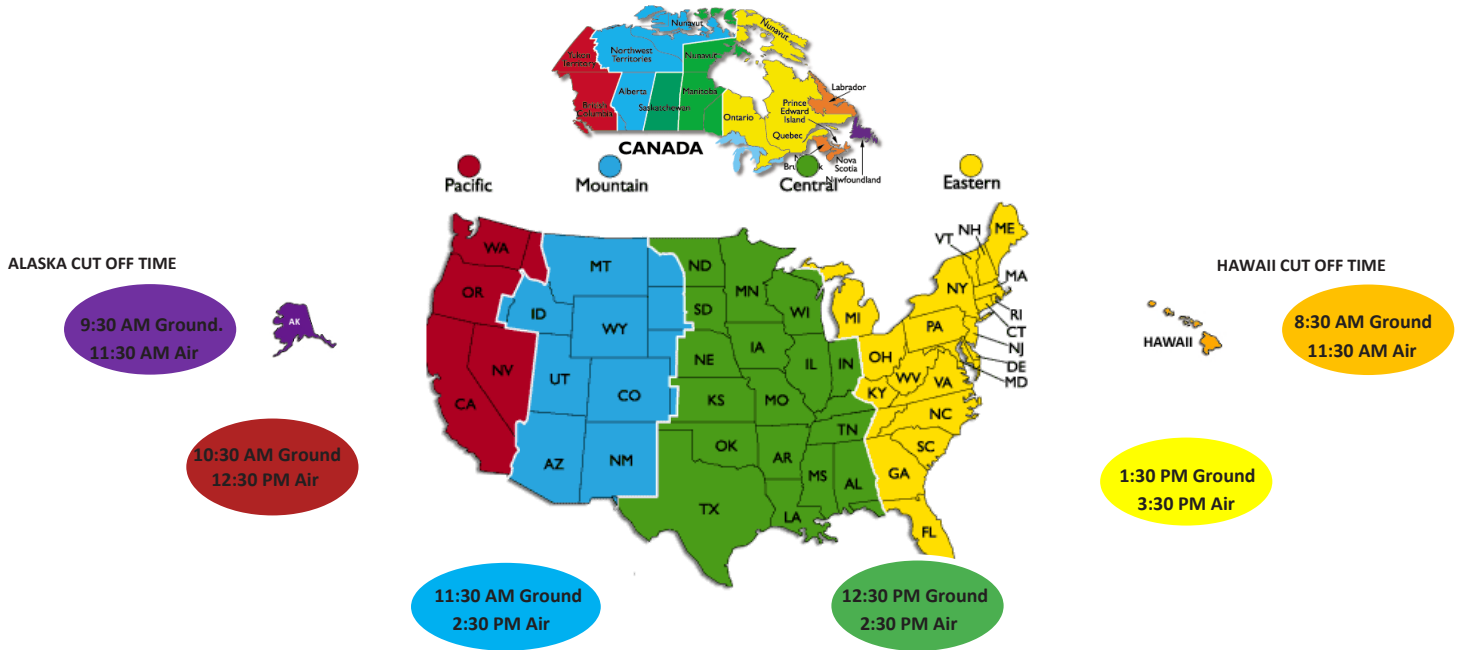 Nunavut
Nunavut
Yukon
Territory
Northwest
Territories
Nunavut
Labrador
Alberta
Manitoba
Prince
Edward
Island
British
Columbia
Saskatchewan
Ontario
Quebec
CANADA
Nova
Scotia
Newfoundland
Pacific
Mountain
Central
Eastern
ALASKA CUT OFF TIME
HAWAII CUT OFF TIME
9:30 AM Ground.
11:30 AM Air
AK
HAWAII
8:30 AM Ground
11:30 AM Air
WA
MT
ND
VT
NH
ME
OR
ID
SD
MN
WI
MI
NY
MA
RI
CT
WY
NE
IA
PA
NJ
DE
MD
NV
UT
CO
IL
IN
OH
WV
VA
KY
CA
KS
MO
NC
TN
AZ
NM
OK
AR
SC
MS
AL
GA
TX
LA
FL
10:30 AM Ground
12:30 PM Air
1:30 PM Ground
3:30 PM Air
11:30 AM Ground
2:30 PM Air
12:30 PM Ground
2:30 PM Air